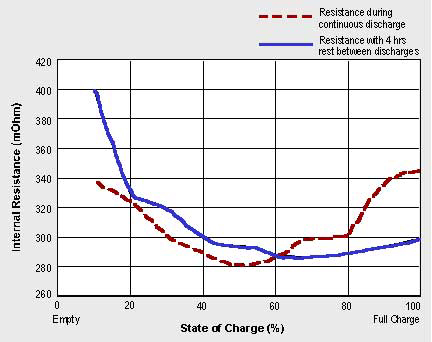 Resistance during
continuous discharge
Resistance with 4 hrs
rest between discharges
Internal Resistance (mOhm)
420
400
380
360
340
320
300
280
260
0 20 40 60 80 100
Empty Full Charge
State of Charge (%)